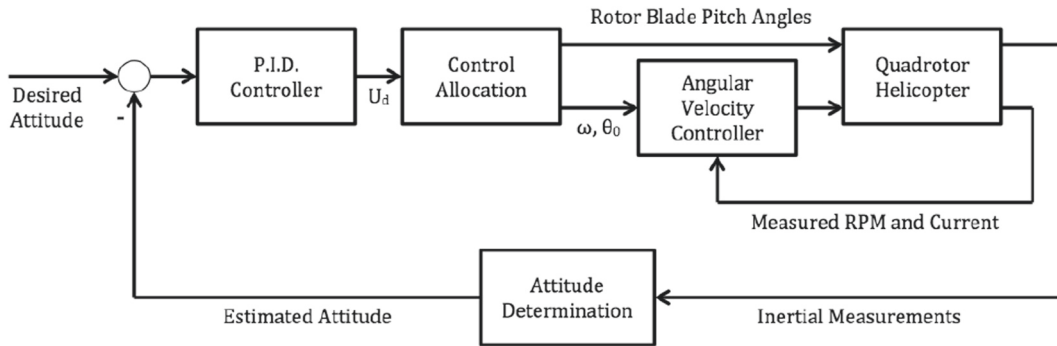 Rotor Blade Pitch Angles
Desired
Attitude
-
P.I.D.
Controller
U_d
Control
Allocation
ω, θ₀
Angular
Velocity
Controller
Quadrotor
Helicopter
Measured RPM and Current
Estimated Attitude
Attitude
Determination
Inertial Measurements